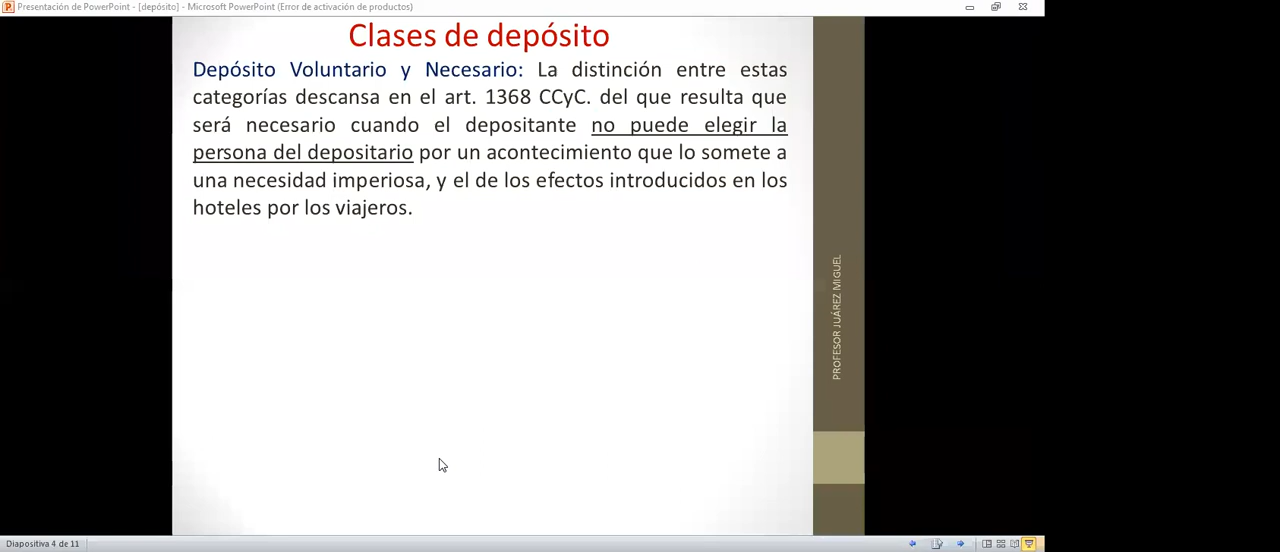 Presentación de PowerPoint - [depósito] - Microsoft PowerPoint (Error de activación de productos)
Clases de depósito
Depósito Voluntario y Necesario: La distinción entre estas
categorías descansa en el art. 1368 CCyC. del que resulta que
será necesario cuando el depositante no puede elegir la
persona del depositario por un acontecimiento que lo somete a
una necesidad imperiosa, y el de los efectos introducidos en los
hoteles por los viajeros.
PROFESOR JUÁREZ MIGUEL
Diapositiva 4 de 11